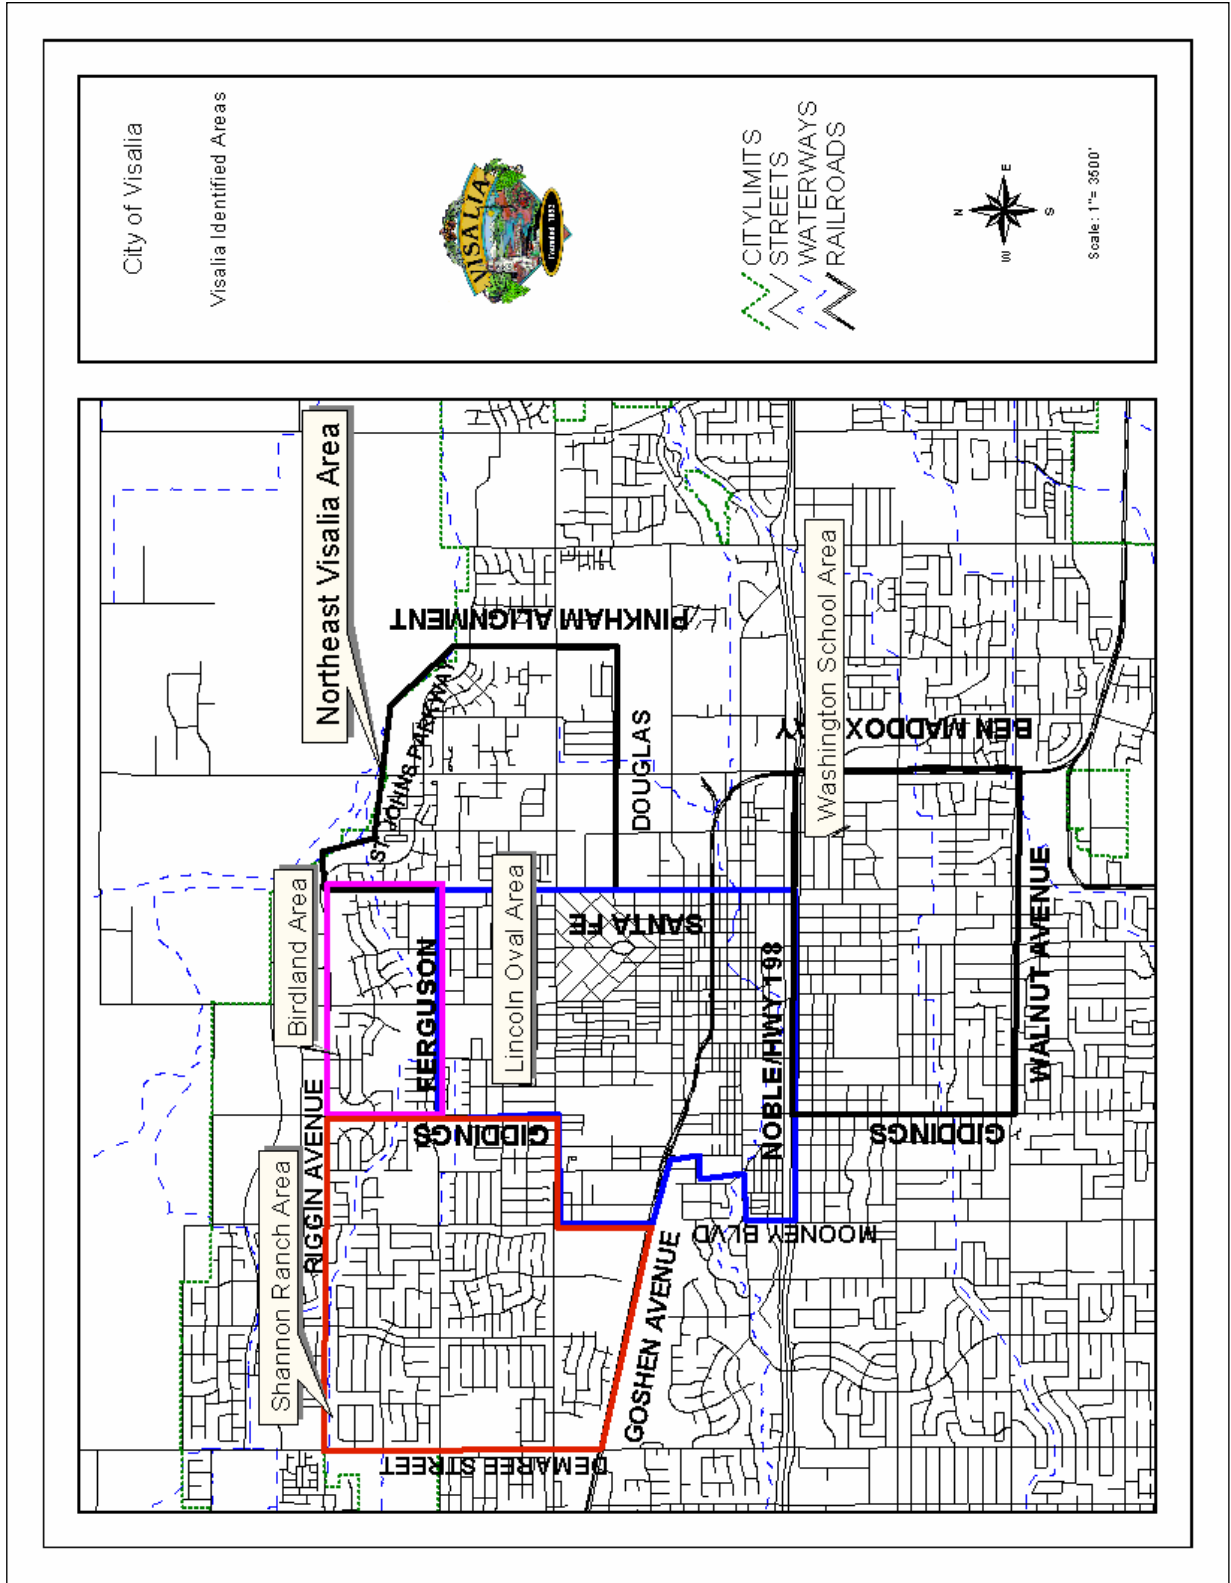 City of Visalia
Visalia Identified Areas
VISALIA
Founded 1852
CITYLIMITS
STREETS
WATERWAYS
RAILROADS
N
W
E
S
Scale: 1"= 3500'
Shannon Ranch Area
Birdland Area
Northeast Visalia Area
RIGGIN AVENUE
ST JOHNS PARKWAY
PINKHAM ALIGNMENT
DEMAREE STREET
GIDDINGS
FERGUSON
Lincoln Oval Area
SANTA FE
DOUGLAS
GOSHEN AVENUE
MOONEY BLVD
NOBLE/HWY 198
Washington School Area
BEN MADDOX
Y
GIDDINGS
WALNUT AVENUE